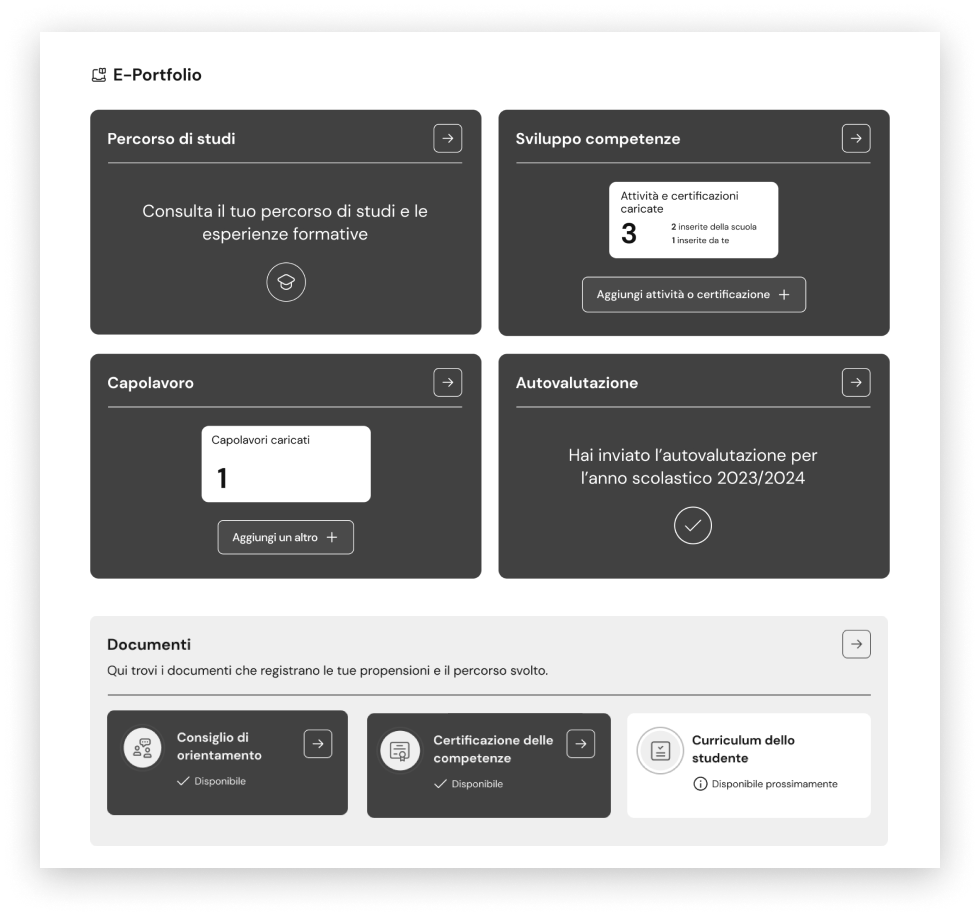 E-Portfolio
Percorso di studi
Consulta il tuo percorso di studi e le
esperienze formative
Sviluppo competenze
Attività e certificazioni
caricate
3
2 inserite della scuola
1 inserite da te
Aggiungi attività o certificazione +
Capolavoro
Capolavori caricati
1
Aggiungi un altro +
Autovalutazione
Hai inviato l'autovalutazione per
l'anno scolastico 2023/2024
Documenti
Qui trovi i documenti che registrano le tue propensioni e il percorso svolto.
Consiglio di
orientamento
Disponibile
Certificazione delle
competenze
Disponibile
Curriculum dello
studente
Disponibile prossimamente